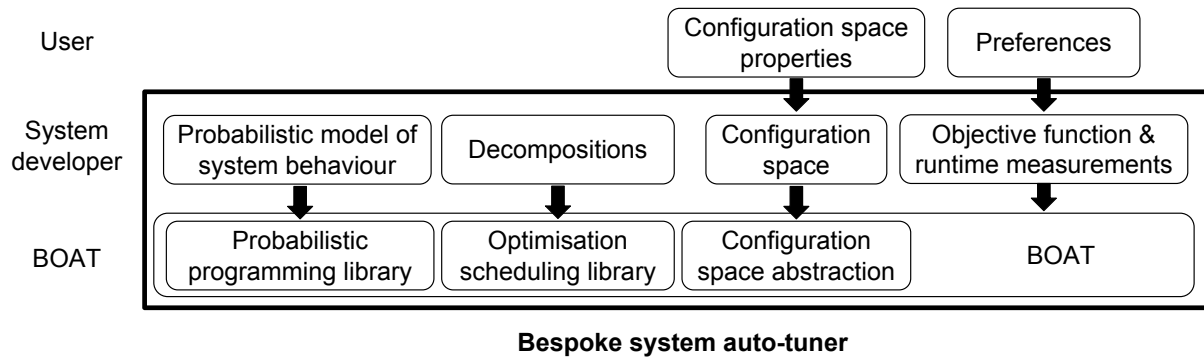 User
Configuration space
properties
Preferences
System
developer
Probabilistic model of
system behaviour
Decompositions
Configuration
space
Objective function &
runtime measurements
BOAT
Probabilistic
programming library
Optimisation
scheduling library
Configuration
space abstraction
BOAT
Bespoke system auto-tuner